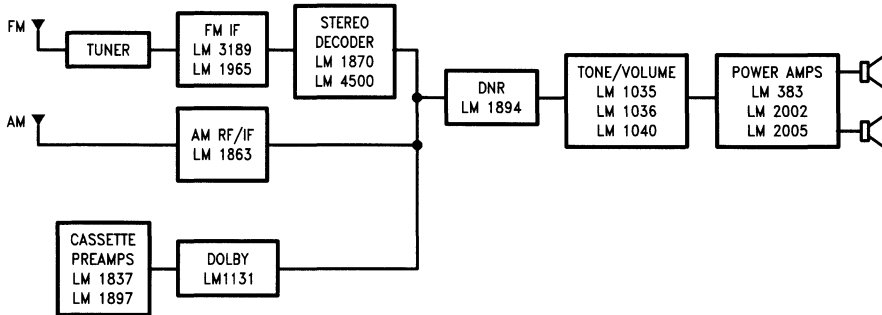 FM
TUNER
FM IF
LM 3189
LM 1965
STEREO
DECODER
LM 1870
LM 4500
AM
AM RF/IF
LM 1863
CASSETTE
PREAMPS
LM 1837
LM 1897
DOLBY
LM1131
DNR
LM 1894
TONE/VOLUME
LM 1035
LM 1036
LM 1040
POWER AMPS
LM 383
LM 2002
LM 2005